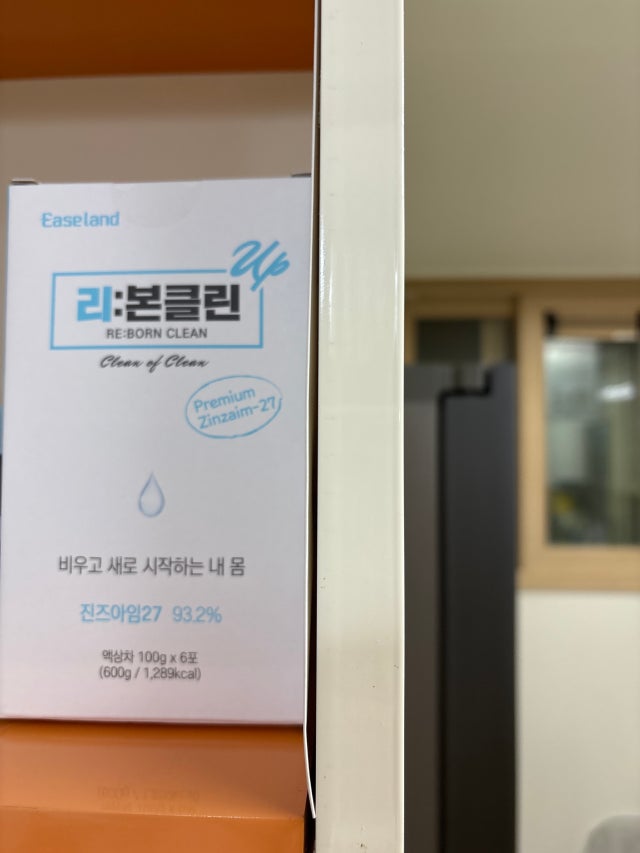 Easeland
Up
리:본클린
RE:BORN CLEAN
Clean of Clean
Premium
Zinzaim-27
비우고 새로 시작하는 내 몸
진즈아임27 93.2%
액상차 100g x 6포
(600g / 1,289kcal)